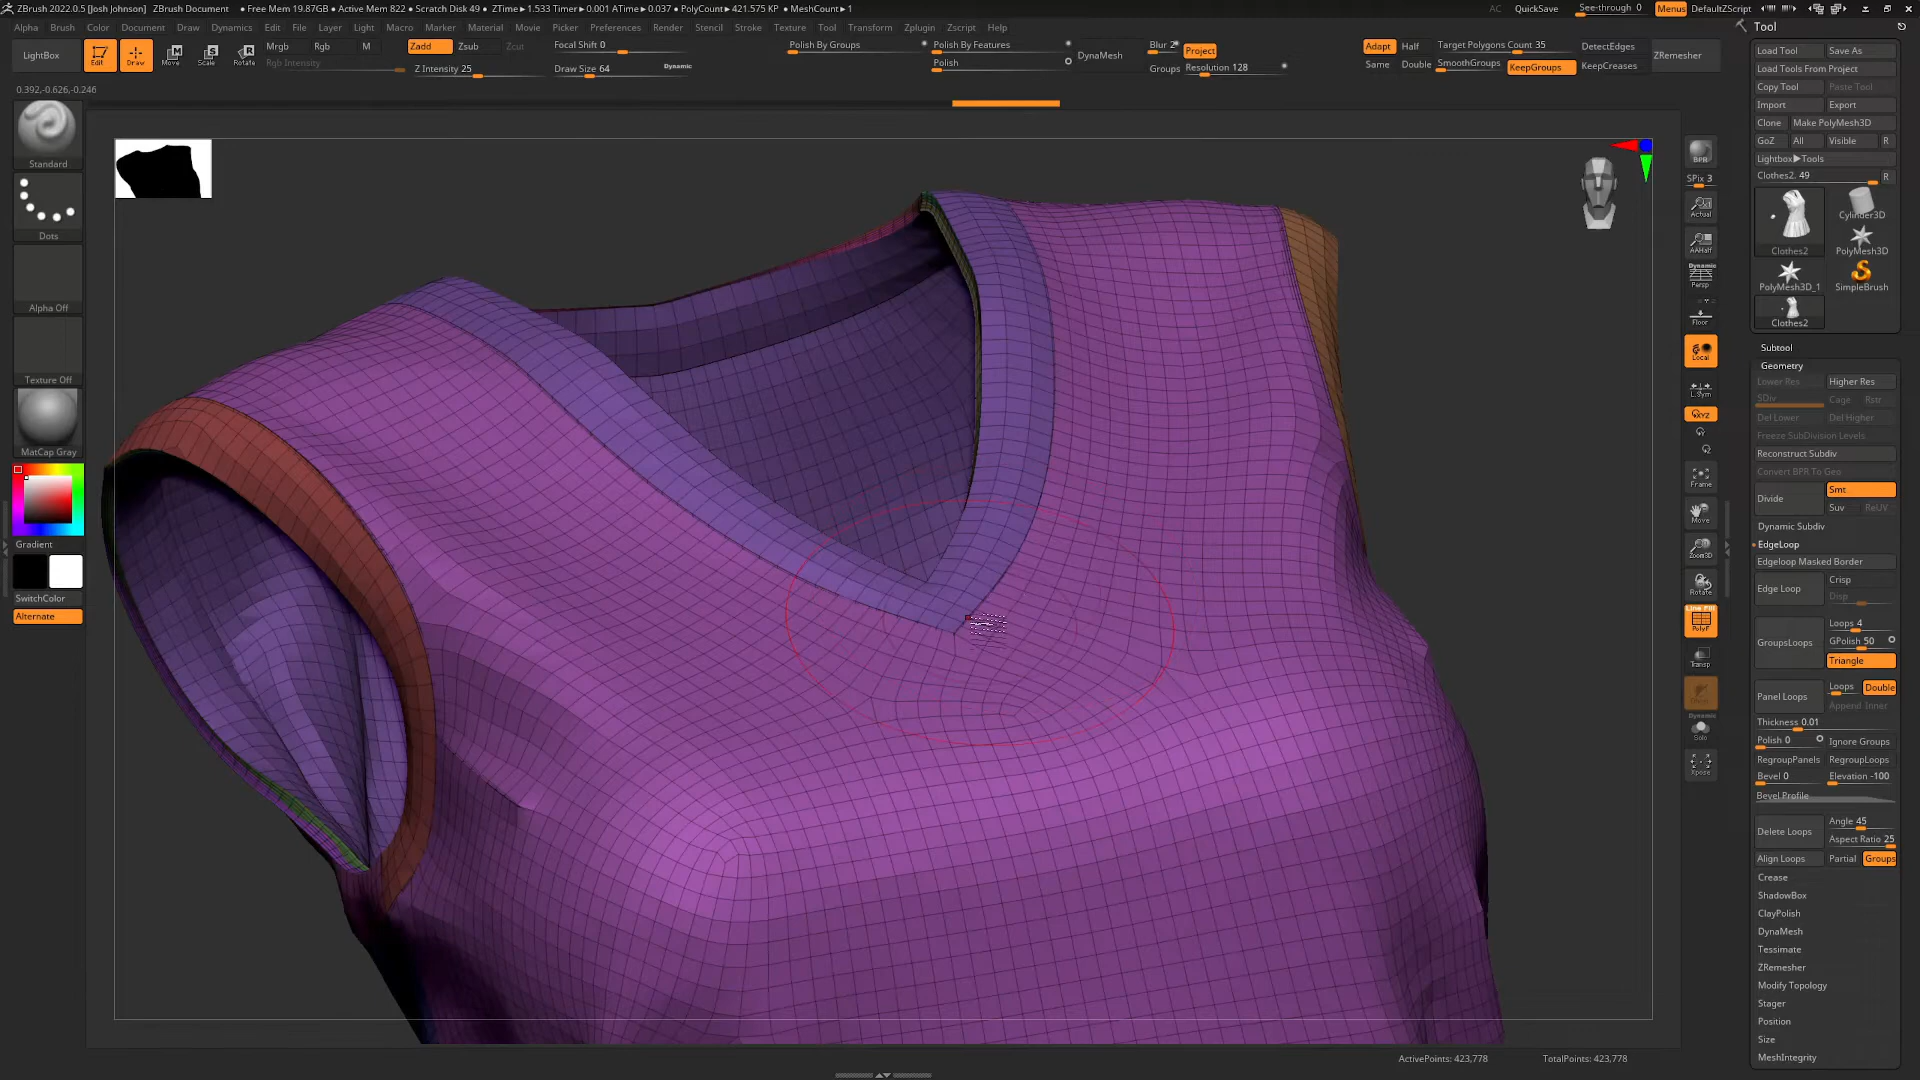 ZBrush 2022.0.5 [Josh Johnson] ZBrush Document ● Free Mem 19.87GB ● Active Mem 822 ● Scratch Disk 49 ● ZTime►1.533 Timer►0.001 ATime►0.037 ● PolyCount►421.575 KP ● MeshCount►1
AC QuickSave See-through 0 Menus DefaultZScript
Alpha Brush Color Document Draw Dynamics Edit File Layer Light Macro Marker Material Movie Picker Preferences Render Stencil Stroke Texture Tool Transform Zplugin Zscript Help
LightBox
Edit
Draw
Move
Scale
Rotate
Mrgb Rgb M
Rgb Intensity
Zadd Zsub Zcut
Z Intensity 25
Focal Shift 0
Draw Size 64
Dynamic
Polish By Groups
Polish By Features
Polish
DynaMesh
Blur 2
Project
Groups
Resolution 128
Adapt Half
Same Double
Target Polygons Count 35
SmoothGroups
KeepGroups
DetectEdges
KeepCreases
ZRemesher
0.392,-0.626,-0.246
Standard
Dots
Alpha Off
Texture Off
MatCap Gray
Gradient
SwitchColor
Alternate
BPR
SPix 3
Actual
AAHalf
Dynamic
Persp
Floor
Local
L.Sym
XYZ
Frame
Move
Zoom3D
Rotate
Line Fill
PolyF
Transp
Dynamic
Solo
Xpose
Tool
Load Tool Save As
Load Tools From Project
Copy Tool Paste Tool
Import Export
Clone Make PolyMesh3D
GoZ All Visible R
Lightbox►Tools
Clothes2. 49 R
Clothes2
Cylinder3D
PolyMesh3D
PolyMesh3D_1
SimpleBrush
Clothes2
Subtool
Geometry
Lower Res Higher Res
SDiv Cage Rstr
Del Lower Del Higher
Freeze SubDivision Levels
Reconstruct Subdiv
Convert BPR To Geo
Divide Smt
Suv ReUV
Dynamic Subdiv
EdgeLoop
Edgeloop Masked Border
Edge Loop Crisp
Disp
GroupsLoops Loops 4
GPolish 50
Triangle
Panel Loops Loops Double
Append Inner
Thickness 0.01
Polish 0 Ignore Groups
RegroupPanels RegroupLoops
Bevel 0 Elevation -100
Bevel Profile
Delete Loops Angle 45
Aspect Ratio 25
Align Loops Partial Groups
Crease
ShadowBox
ClayPolish
DynaMesh
Tessimate
ZRemesher
Modify Topology
Stager
Position
Size
MeshIntegrity
ActivePoints: 423,778 TotalPoints: 423,778